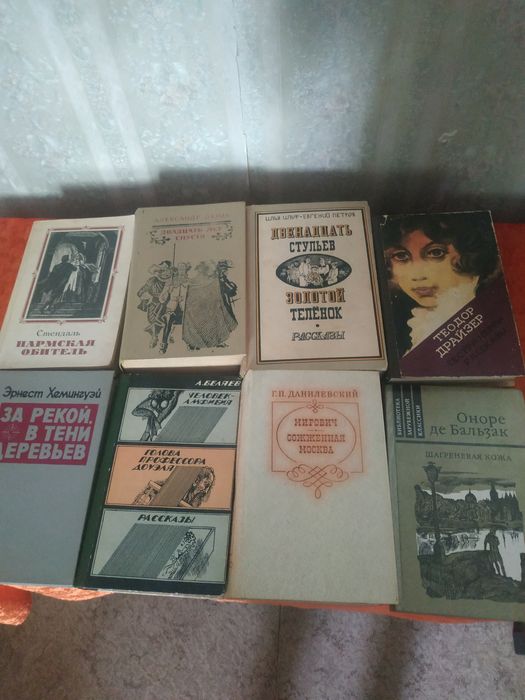 Стендаль
ПАРМСКАЯ
ОБИТЕЛЬ
АЛЕКСАНДР ДЮМА
ДВАДЦАТЬ ЛЕТ
СПУСТЯ
ИЛЬЯ ИЛЬФ · ЕВГЕНИЙ ПЕТРОВ
ДВЕНАДЦАТЬ
СТУЛЬЕВ
ЗОЛОТОЙ
ТЕЛЁНОК
РАССКАЗЫ
ТЕОДОР
ДРАЙЗЕР
Эрнест Хемингуэй
ЗА РЕКОЙ,
В ТЕНИ
ДЕРЕВЬЕВ
А. БЕЛЯЕВ
ЧЕЛОВЕК-
АМФИБИЯ
ГОЛОВА
ПРОФЕССОРА
ДОУЭЛЯ
РАССКАЗЫ
Г.П. ДАНИЛЕВСКИЙ
МИРОВИЧ
СОЖЖЕННАЯ
МОСКВА
БИБЛИОТЕКА
ЗАРУБЕЖНОЙ
КЛАССИКИ
Оноре
де Бальзак
ШАГРЕНЕВАЯ КОЖА